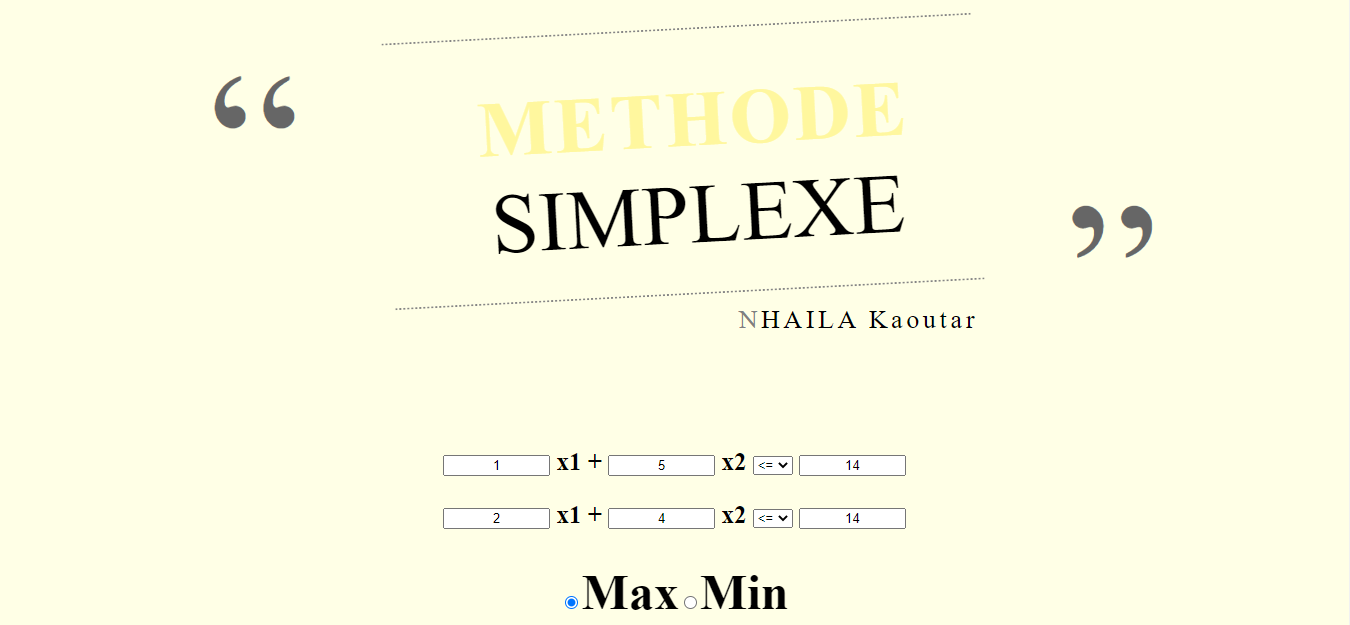 “
METHODE
SIMPLEXE
”
NHAILA Kaoutar
1 x1 + 5 x2 <= 14
2 x1 + 4 x2 <= 14
Max Min